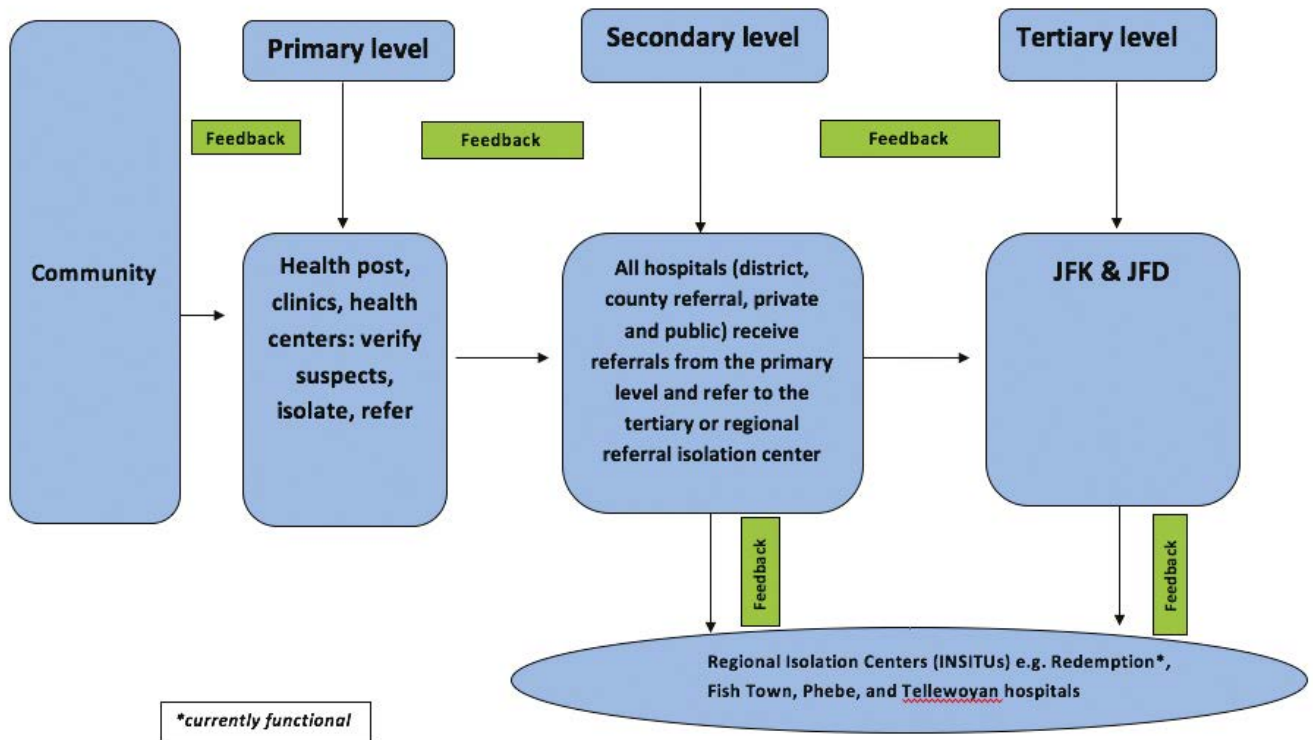 Primary level
Secondary level
Tertiary level
Feedback
Feedback
Feedback
Community
Health post,
clinics, health
centers: verify
suspects,
isolate, refer
All hospitals (district,
county referral, private
and public) receive
referrals from the primary
level and refer to the
tertiary or regional
referral isolation center
JFK & JFD
Feedback
Feedback
Regional Isolation Centers (INSITUs) e.g. Redemption*,
Fish Town, Phebe, and Tellewoyan hospitals
*currently functional